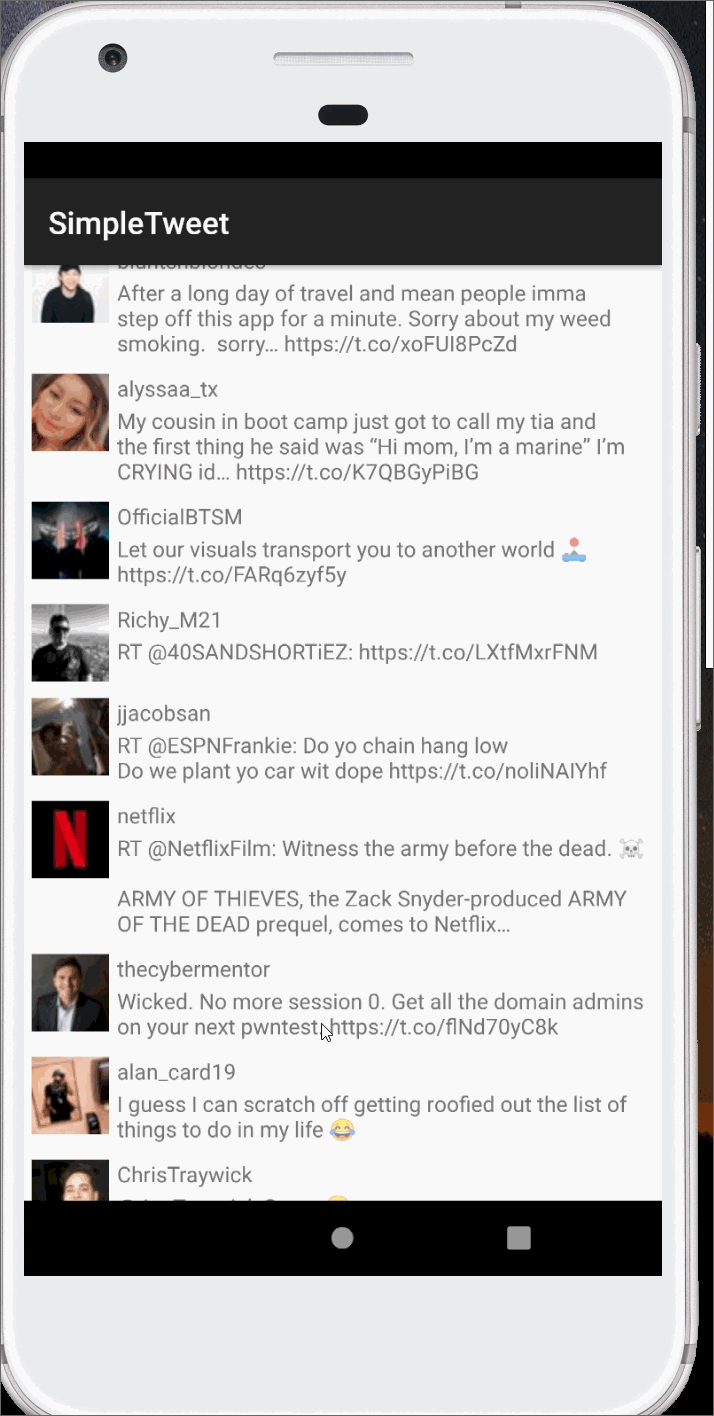 SimpleTweet
After a long day of travel and mean people imma
step off this app for a minute. Sorry about my weed
smoking.  sorry… https://t.co/xoFUI8PcZd
alyssaa_tx
My cousin in boot camp just got to call my tia and
the first thing he said was “Hi mom, I’m a marine” I’m
CRYING id… https://t.co/K7QBGyPiBG
OfficialBTSM
Let our visuals transport you to another world
https://t.co/FARq6zyf5y
Richy_M21
RT @40SANDSHORTiEZ: https://t.co/LXtfMxrFNM
jjacobsan
RT @ESPNFrankie: Do yo chain hang low
Do we plant yo car wit dope https://t.co/noliNAIYhf
netflix
RT @NetflixFilm: Witness the army before the dead. ☠️
ARMY OF THIEVES, the Zack Snyder-produced ARMY
OF THE DEAD prequel, comes to Netflix…
thecybermentor
Wicked. No more session 0. Get all the domain admins
on your next pwntest. https://t.co/flNd70yC8k
alan_card19
I guess I can scratch off getting roofied out the list of
things to do in my life 😂
ChrisTraywick